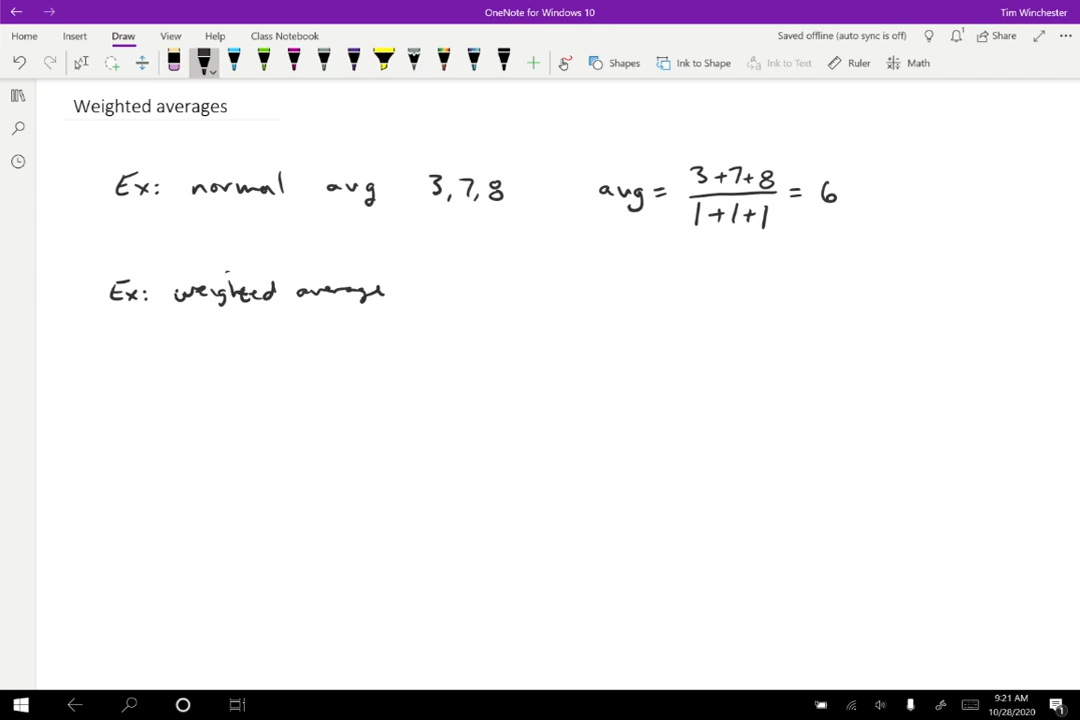 OneNote for Windows 10
Tim Winchester
Home Insert Draw View Help Class Notebook
Saved offline (auto sync is off) Share
Shapes Ink to Shape Ink to Text Ruler Math
Weighted averages
Ex: normal avg 3, 7, 8 avg = (3+7+8)/(1+1+1) = 6
Ex: weighted average
9:21 AM
10/28/2020
1